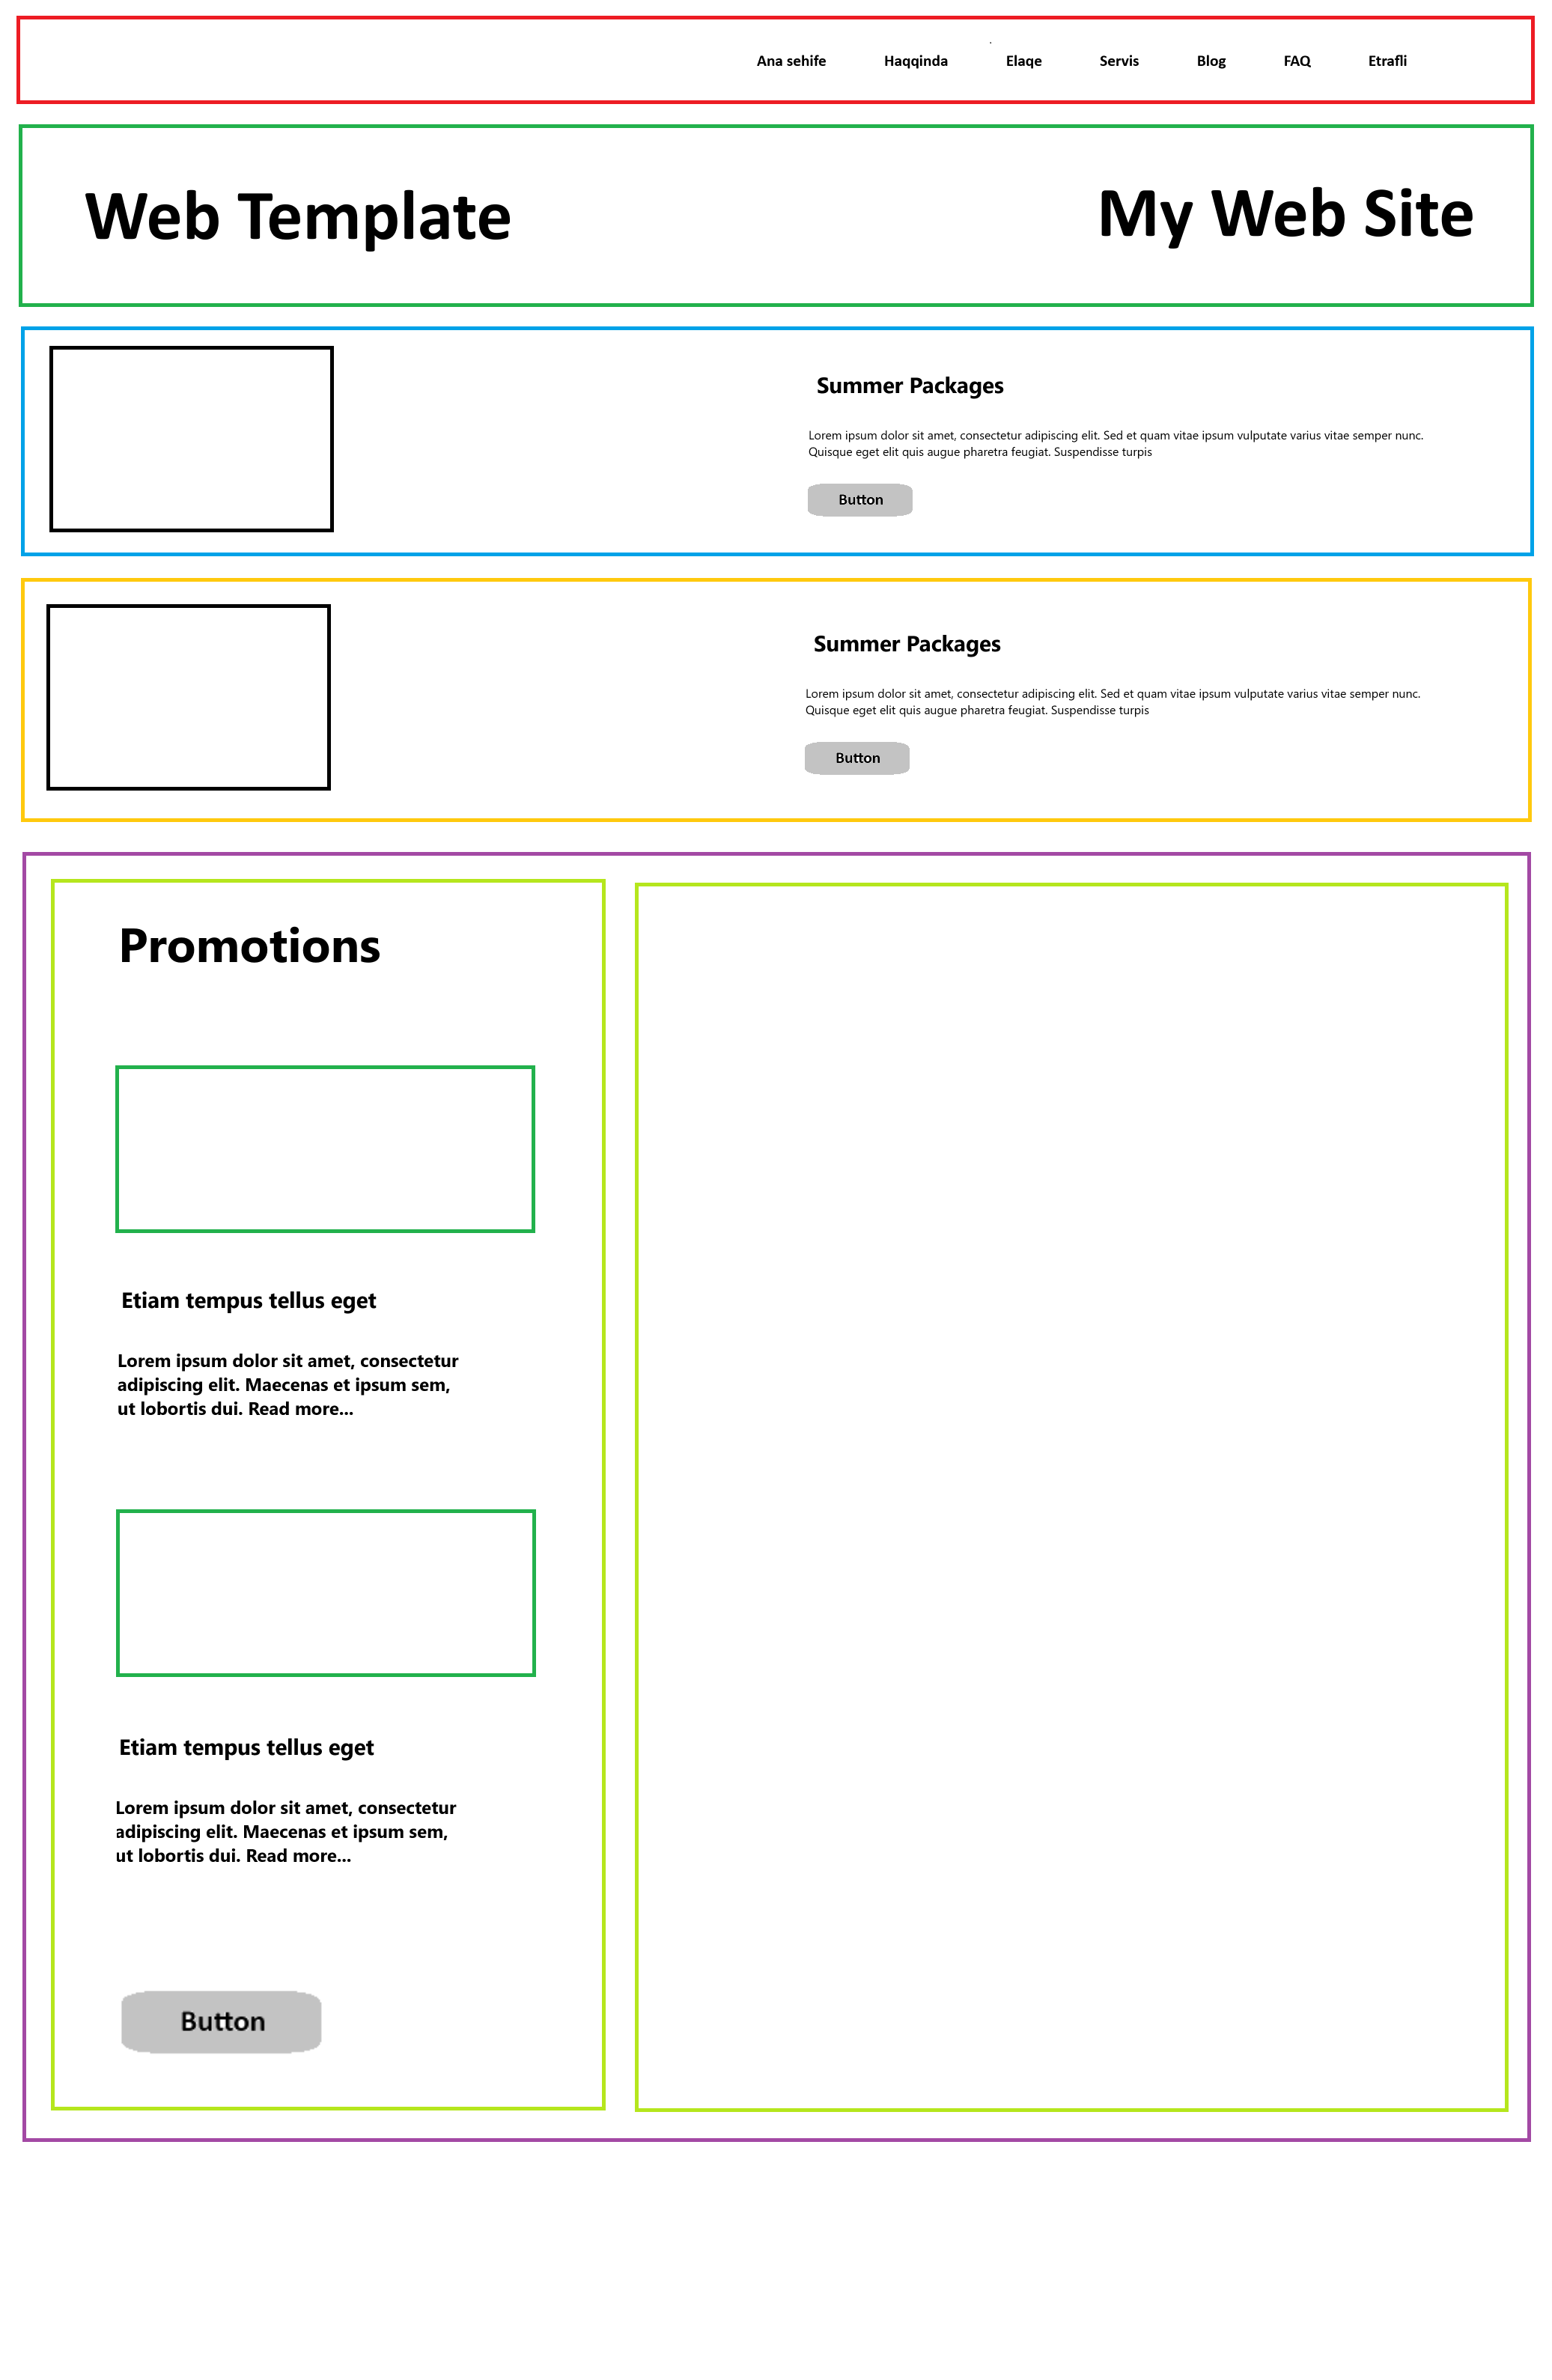 Ana sehife Haqqinda Elaqe Servis Blog FAQ Etrafli
Web Template My Web Site
Summer Packages
Lorem ipsum dolor sit amet, consectetur adipiscing elit. Sed et quam vitae ipsum vulputate varius vitae semper nunc.
Quisque eget elit quis augue pharetra feugiat. Suspendisse turpis
Button
Summer Packages
Lorem ipsum dolor sit amet, consectetur adipiscing elit. Sed et quam vitae ipsum vulputate varius vitae semper nunc.
Quisque eget elit quis augue pharetra feugiat. Suspendisse turpis
Button
Promotions
Etiam tempus tellus eget
Lorem ipsum dolor sit amet, consectetur
adipiscing elit. Maecenas et ipsum sem,
ut lobortis dui. Read more...
Etiam tempus tellus eget
Lorem ipsum dolor sit amet, consectetur
adipiscing elit. Maecenas et ipsum sem,
ut lobortis dui. Read more...
Button